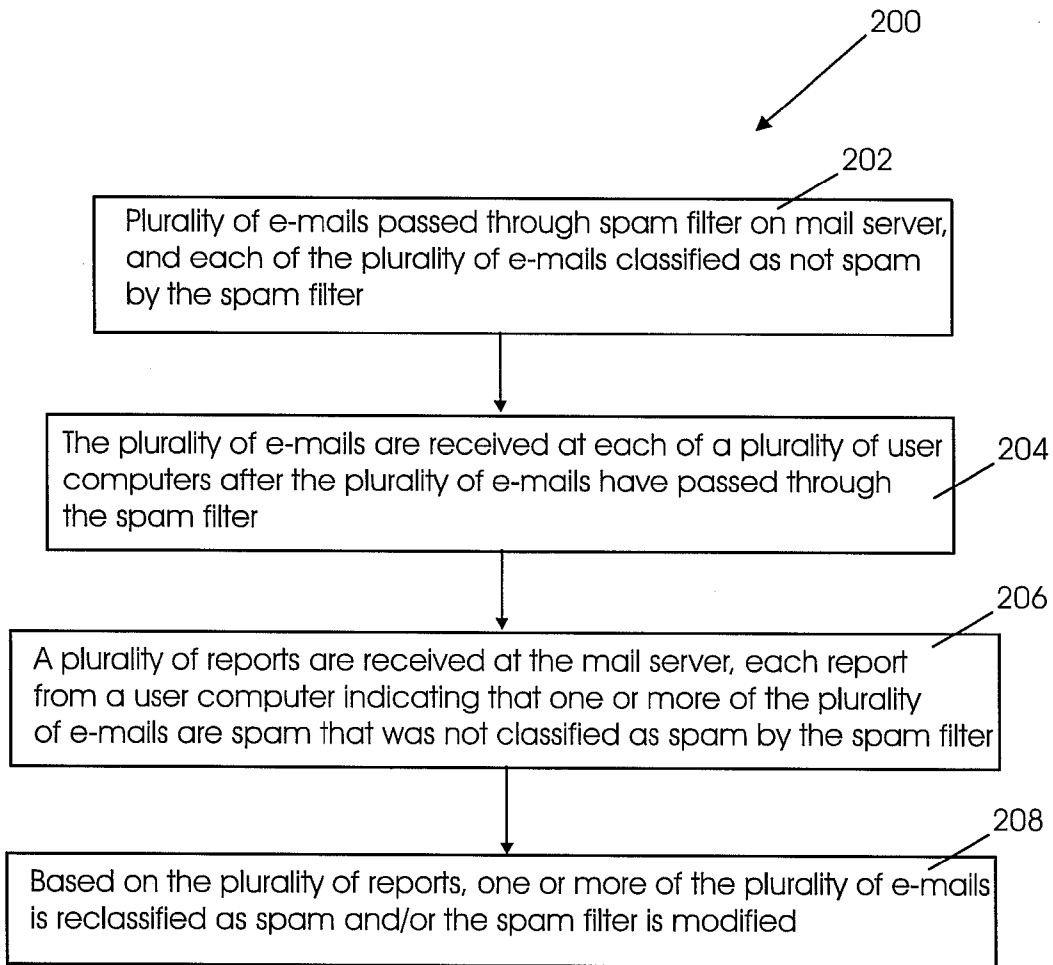 200
202
Plurality of e-mails passed through spam filter on mail server,
and each of the plurality of e-mails classified as not spam
by the spam filter
The plurality of e-mails are received at each of a plurality of user
computers after the plurality of e-mails have passed through
the spam filter
204
206
A plurality of reports are received at the mail server, each report
from a user computer indicating that one or more of the plurality
of e-mails are spam that was not classified as spam by the spam filter
208
Based on the plurality of reports, one or more of the plurality of e-mails
is reclassified as spam and/or the spam filter is modified